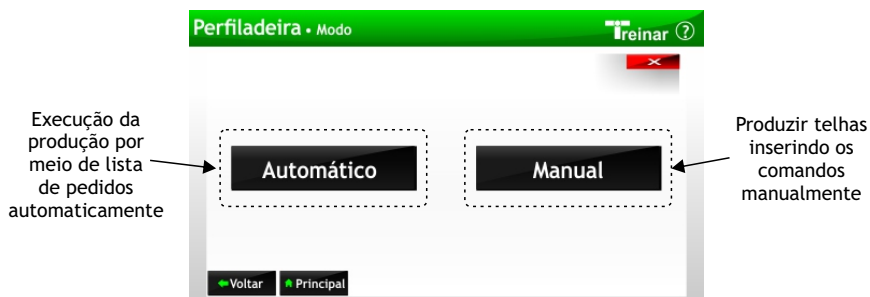 Perfiladeira • Modo
Treinar ?
×
Execução da
produção por
meio de lista
de pedidos
automaticamente
Automático
Manual
Produzir telhas
inserindo os
comandos
manualmente
Voltar
Principal